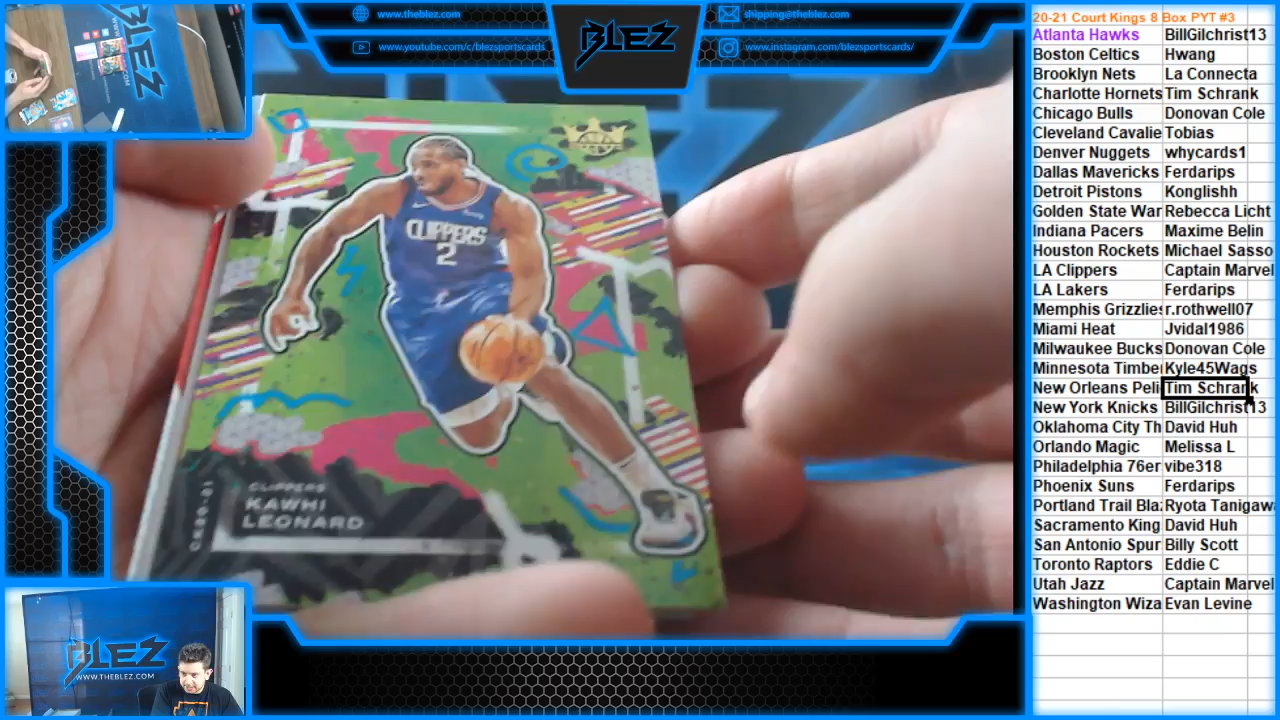 www.theblez.com
shipping@theblez.com
www.youtube.com/c/blezsportscards
www.instagram.com/blezsportscards/
BLEZ
BLEZ
.COM
CLIPPERS
2
CLIPPERS
KAWHI
LEONARD
CK20-21
BLEZ
WWW.THEBLEZ.COM
20-21 Court Kings 8 Box PYT #3
Atlanta Hawks BillGilchrist13
Boston Celtics Hwang
Brooklyn Nets La Connecta
Charlotte Hornets Tim Schrank
Chicago Bulls Donovan Cole
Cleveland Cavalie Tobias
Denver Nuggets whycards1
Dallas Mavericks Ferdarips
Detroit Pistons Konglishh
Golden State War Rebecca Licht
Indiana Pacers Maxime Belin
Houston Rockets Michael Sasso
LA Clippers Captain Marvel
LA Lakers Ferdarips
Memphis Grizzlies r.rothwell07
Miami Heat Jvidal1986
Milwaukee Bucks Donovan Cole
Minnesota Timber Kyle45Wags
New Orleans Peli Tim Schrank
New York Knicks BillGilchrist13
Oklahoma City Th David Huh
Orlando Magic Melissa L
Philadelphia 76er vibe318
Phoenix Suns Ferdarips
Portland Trail Bla Ryota Tanigaw
Sacramento King David Huh
San Antonio Spur Billy Scott
Toronto Raptors Eddie C
Utah Jazz Captain Marvel
Washington Wiza Evan Levine